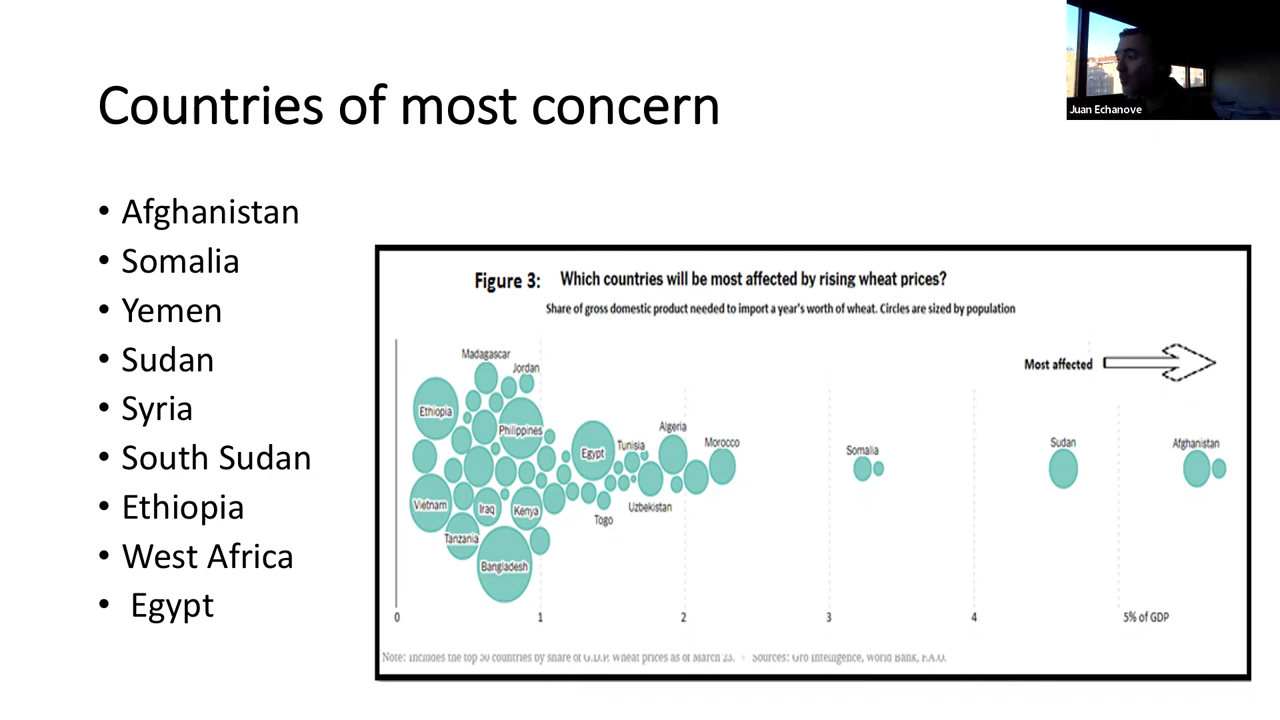 Juan Echanove
Countries of most concern
• Afghanistan
• Somalia
• Yemen
• Sudan
• Syria
• South Sudan
• Ethiopia
• West Africa
• Egypt
Figure 3: Which countries will be most affected by rising wheat prices?
Share of gross domestic product needed to import a year's worth of wheat. Circles are sized by population
Most affected
Madagascar
Jordan
Ethiopia
Philippines
Egypt
Tunisia
Algeria
Morocco
Somalia
Sudan
Afghanistan
Vietnam
Iraq
Kenya
Togo
Uzbekistan
Tanzania
Bangladesh
0 1 2 3 4 5% of GDP
Note: Includes the top 50 countries by share of G.D.P. Wheat prices as of March 23. • Sources: Gro Intelligence, World Bank, F.A.O.